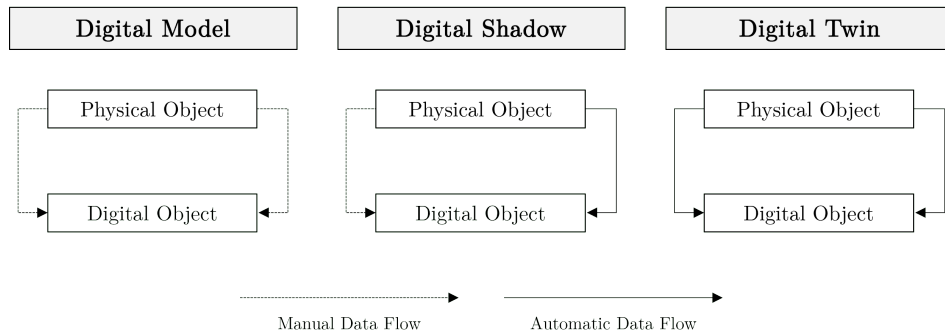 Digital Model
Digital Shadow
Digital Twin
Physical Object
Physical Object
Physical Object
Digital Object
Digital Object
Digital Object
Manual Data Flow
Automatic Data Flow